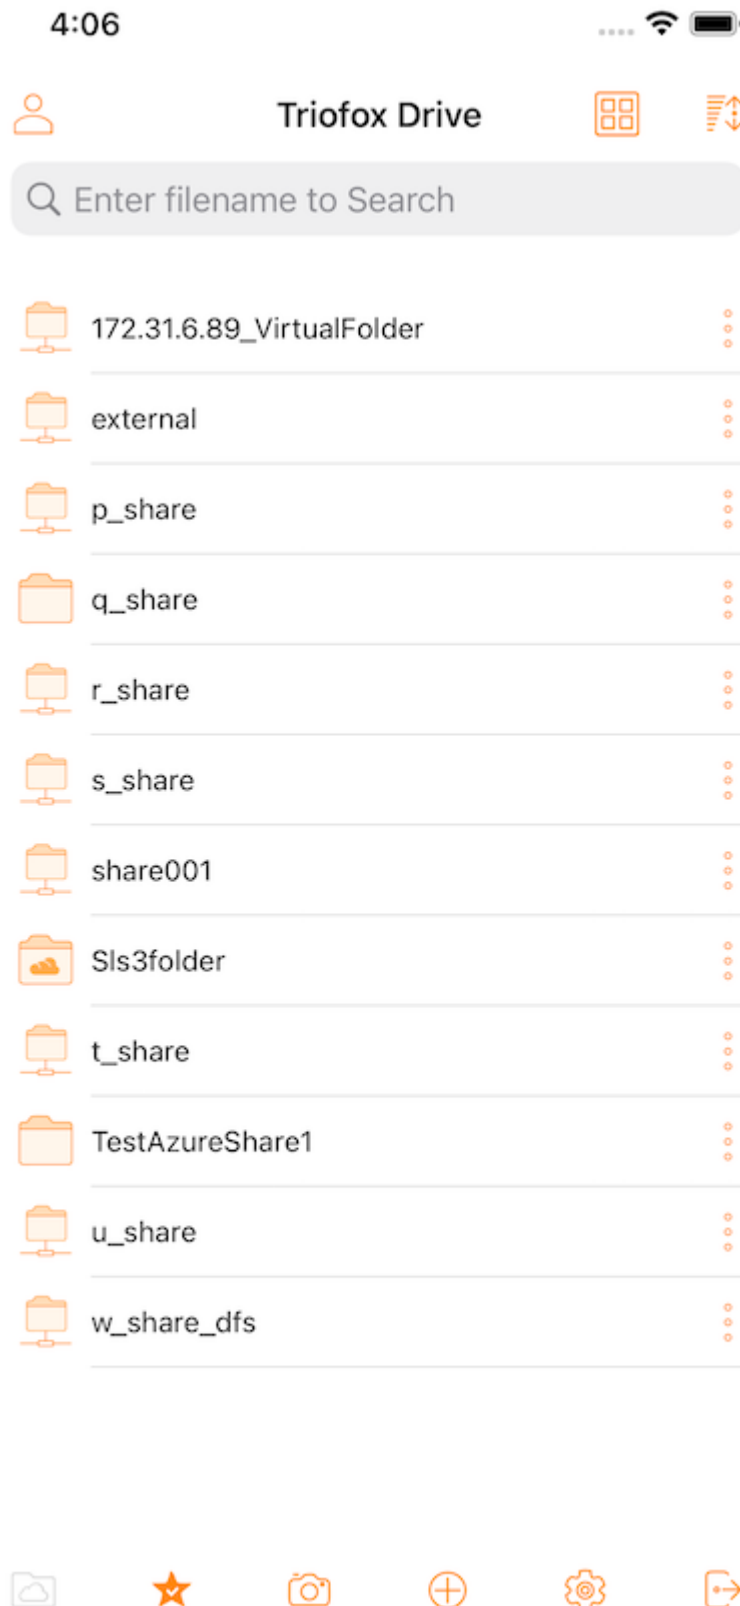 4:06
Triofox Drive
Enter filename to Search
172.31.6.89_VirtualFolder
external
p_share
q_share
r_share
s_share
share001
Sls3folder
t_share
TestAzureShare1
u_share
w_share_dfs